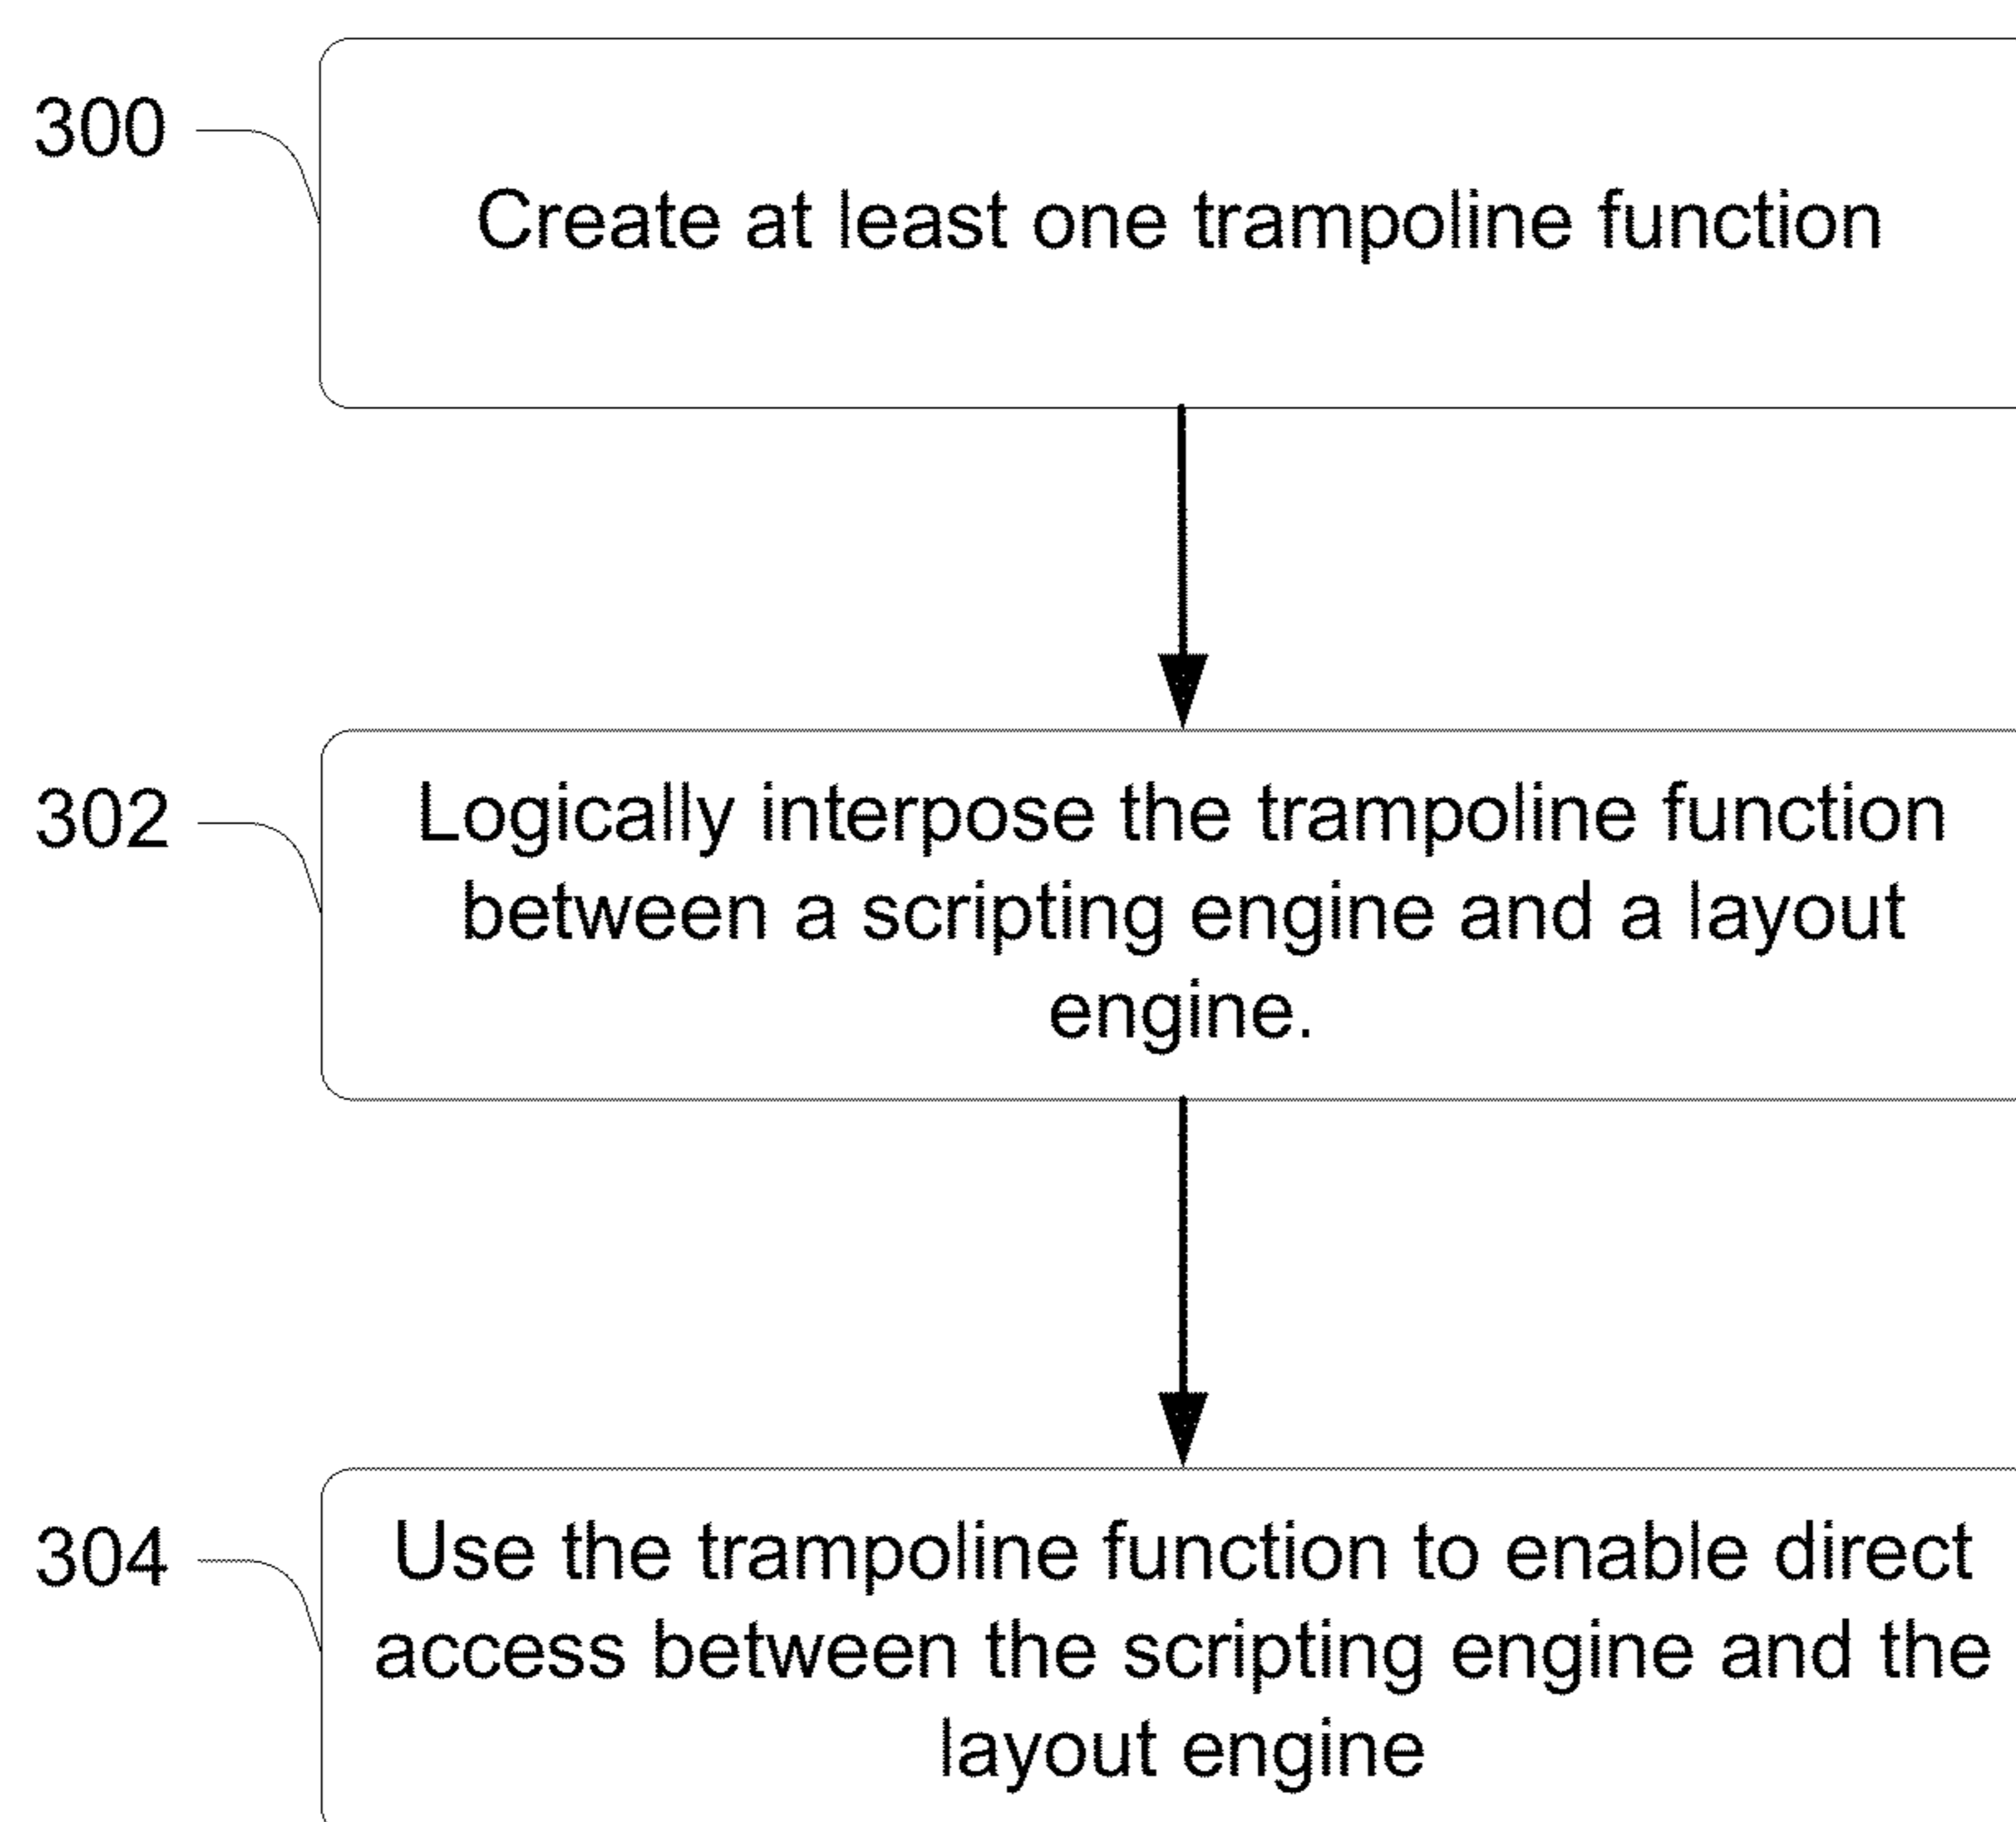 300
Create at least one trampoline function
302
Logically interpose the trampoline function
between a scripting engine and a layout
engine.
304
Use the trampoline function to enable direct
access between the scripting engine and the
layout engine